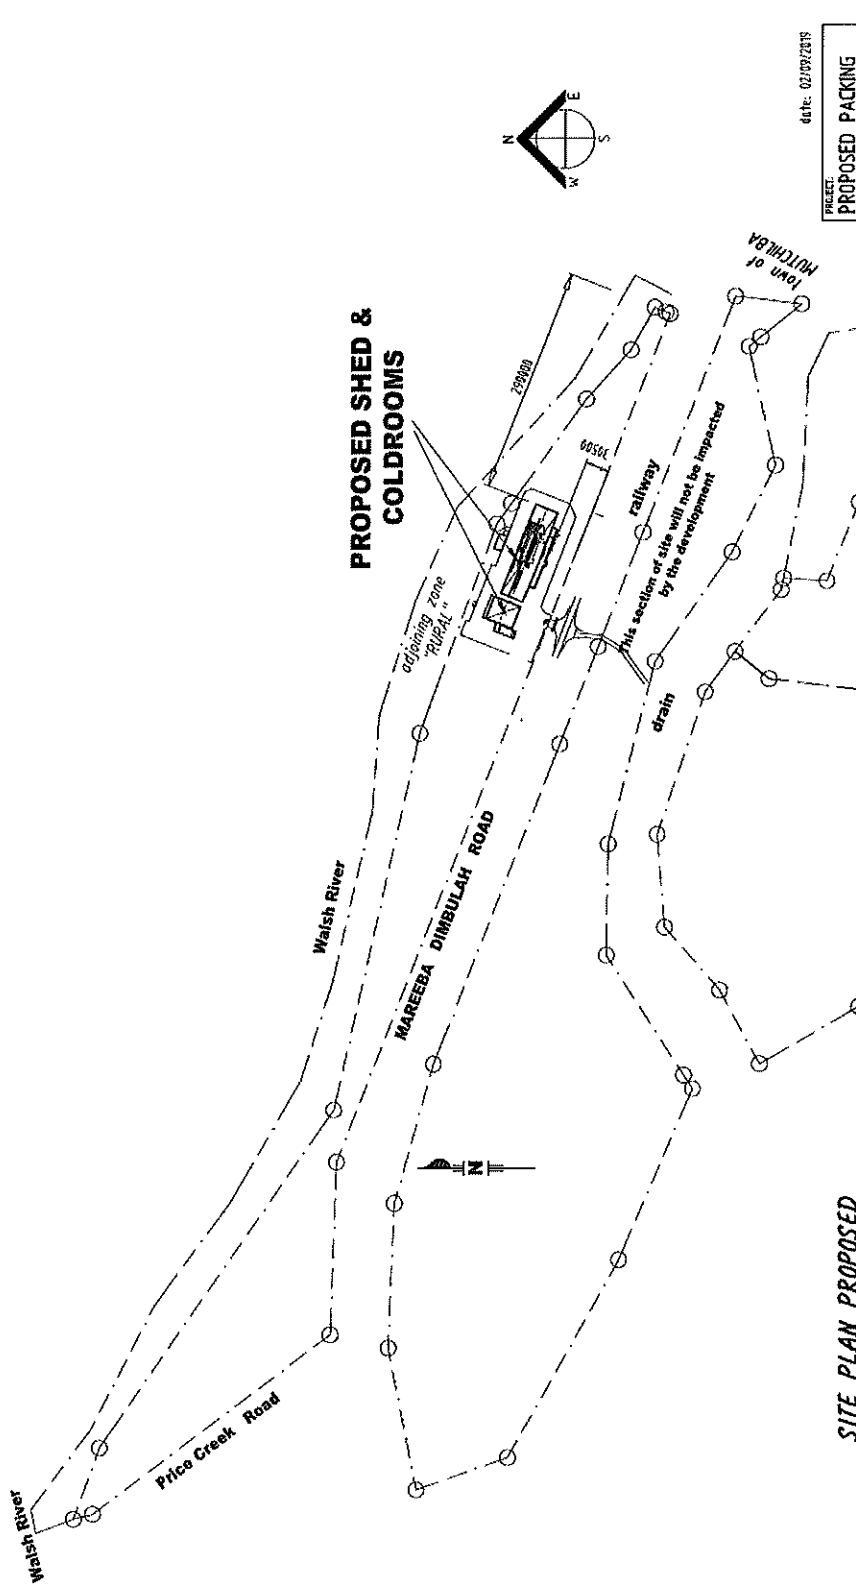 date: 02/09/2019
PROJECT:
PROPOSED PACKING
N
E
S
W
Town of
MUTCHILBA
PROPOSED SHED &
COLDROOMS
290000
30500
railway
This section of site will not be impacted
by the development
adjoining zone
"RURAL"
drain
Walsh River
MAREEBA DIMBULAH ROAD
N
Price Creek Road
Walsh River
SITE PLAN PROPOSED